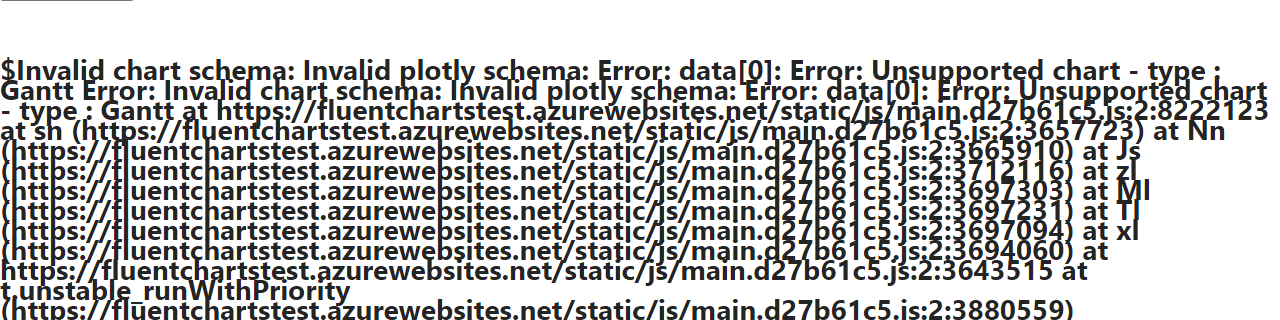 $Invalid chart schema: Invalid plotly schema: Error: data[0]: Error: Unsupported chart - type :
Gantt Error: Invalid chart schema: Invalid plotly schema: Error: data[0]: Error: Unsupported chart
- type : Gantt at https://fluentchartstest.azurewebsites.net/static/js/main.d27b61c5.js:2:8222123
at sh (https://fluentchartstest.azurewebsites.net/static/js/main.d27b61c5.js:2:3657723) at Nn
(https://fluentchartstest.azurewebsites.net/static/js/main.d27b61c5.js:2:3665910) at Js
(https://fluentchartstest.azurewebsites.net/static/js/main.d27b61c5.js:2:3712116) at zl
(https://fluentchartstest.azurewebsites.net/static/js/main.d27b61c5.js:2:3697303) at Ml
(https://fluentchartstest.azurewebsites.net/static/js/main.d27b61c5.js:2:3697231) at Tl
(https://fluentchartstest.azurewebsites.net/static/js/main.d27b61c5.js:2:3697094) at xl
(https://fluentchartstest.azurewebsites.net/static/js/main.d27b61c5.js:2:3694060) at
https://fluentchartstest.azurewebsites.net/static/js/main.d27b61c5.js:2:3643515 at
t.unstable_runWithPriority
(https://fluentchartstest.azurewebsites.net/static/js/main.d27b61c5.js:2:3880559)